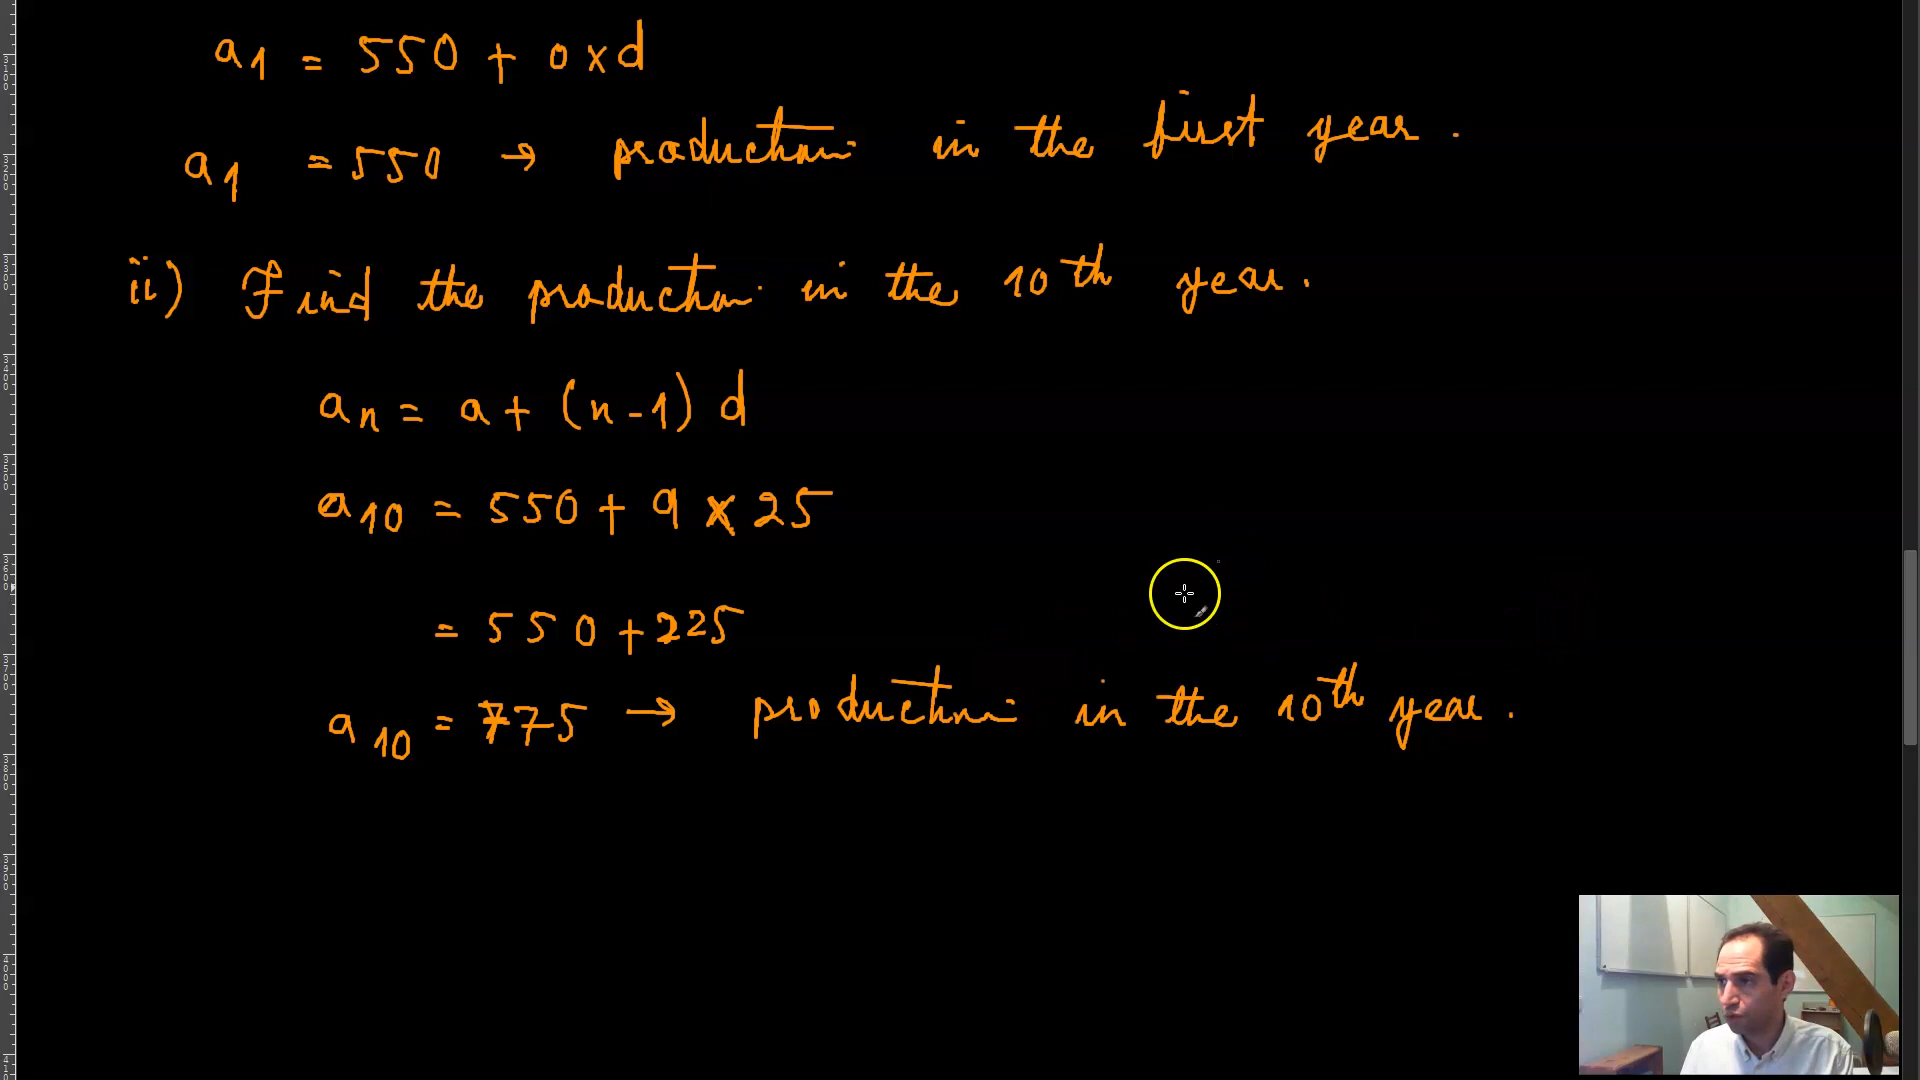 a1 = 550 + 0 x d
a1 = 550 → production in the first year.
ii) Find the production in the 10th year.
an = a + (n - 1) d
a10 = 550 + 9 x 25
= 550 + 225
a10 = 775 → production in the 10th year.